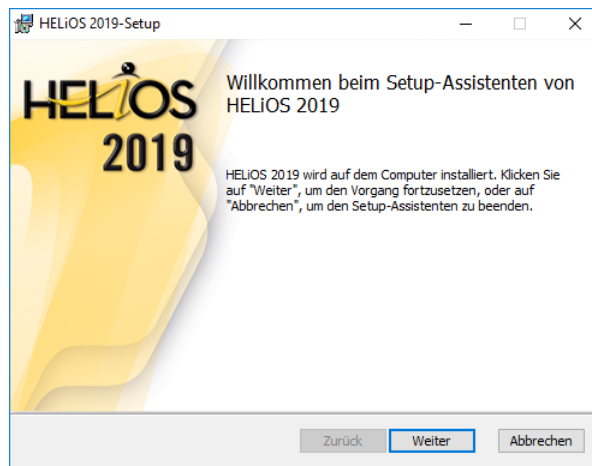 HELiOS 2019-Setup
HELiOS
2019
Willkommen beim Setup-Assistenten von
HELiOS 2019
HELiOS 2019 wird auf dem Computer installiert. Klicken Sie
auf "Weiter", um den Vorgang fortzusetzen, oder auf
"Abbrechen", um den Setup-Assistenten zu beenden.
Zurück
Weiter
Abbrechen